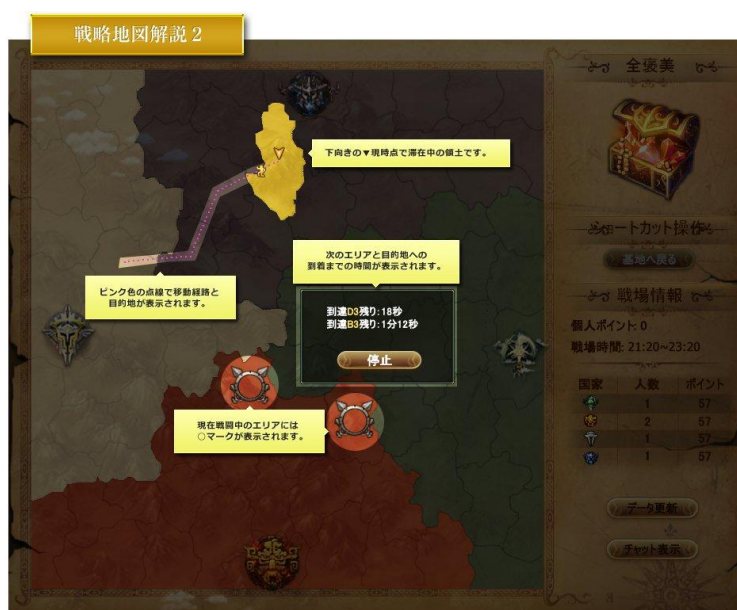 戦略地図解説2
全褒美
下向きの▼現時点で滞在中の領土です。
ショートカット操作
次のエリアと目的地への
到着までの時間が表示されます。
基地へ戻る
ピンク色の点線で移動経路と
目的地が表示されます。
戦場情報
到達D3残り:18秒
到達B3残り:1分12秒
個人ポイント: 0
戦場時間: 21:20~23:20
停止
国家 人数 ポイント
1 57
2 57
1 57
1 57
現在戦闘中のエリアには
○マークが表示されます。
データ更新
チャット表示